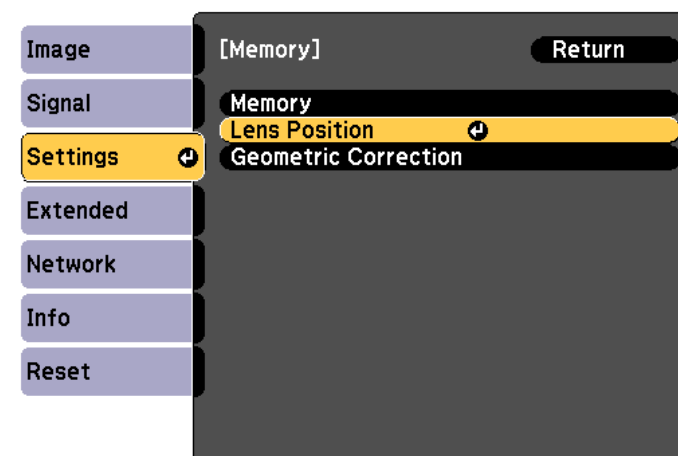 Image
Signal
Settings
Extended
Network
Info
Reset
[Memory]
Return
Memory
Lens Position
Geometric Correction